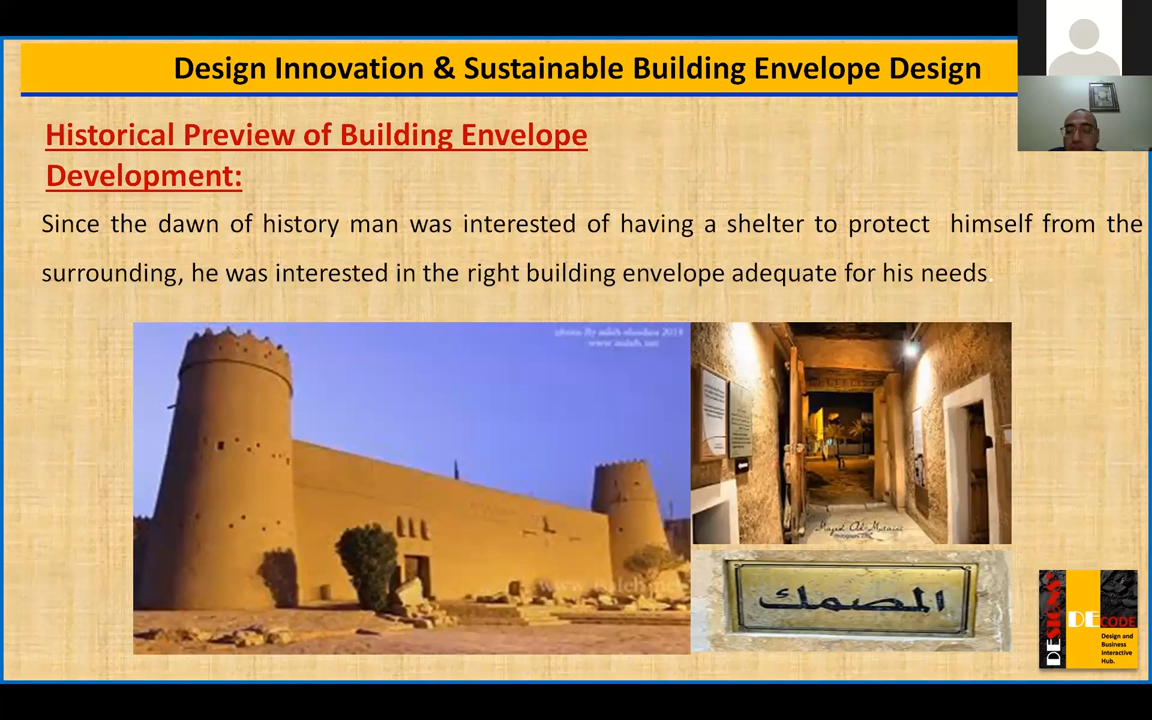 Design Innovation & Sustainable Building Envelope Design
Historical Preview of Building Envelope
Development:
Since the dawn of history man was interested of having a shelter to protect himself from the
surrounding, he was interested in the right building envelope adequate for his needs.
المصمك
DESIGNS
DECODE
Design and
Business
Interactive
Hub.